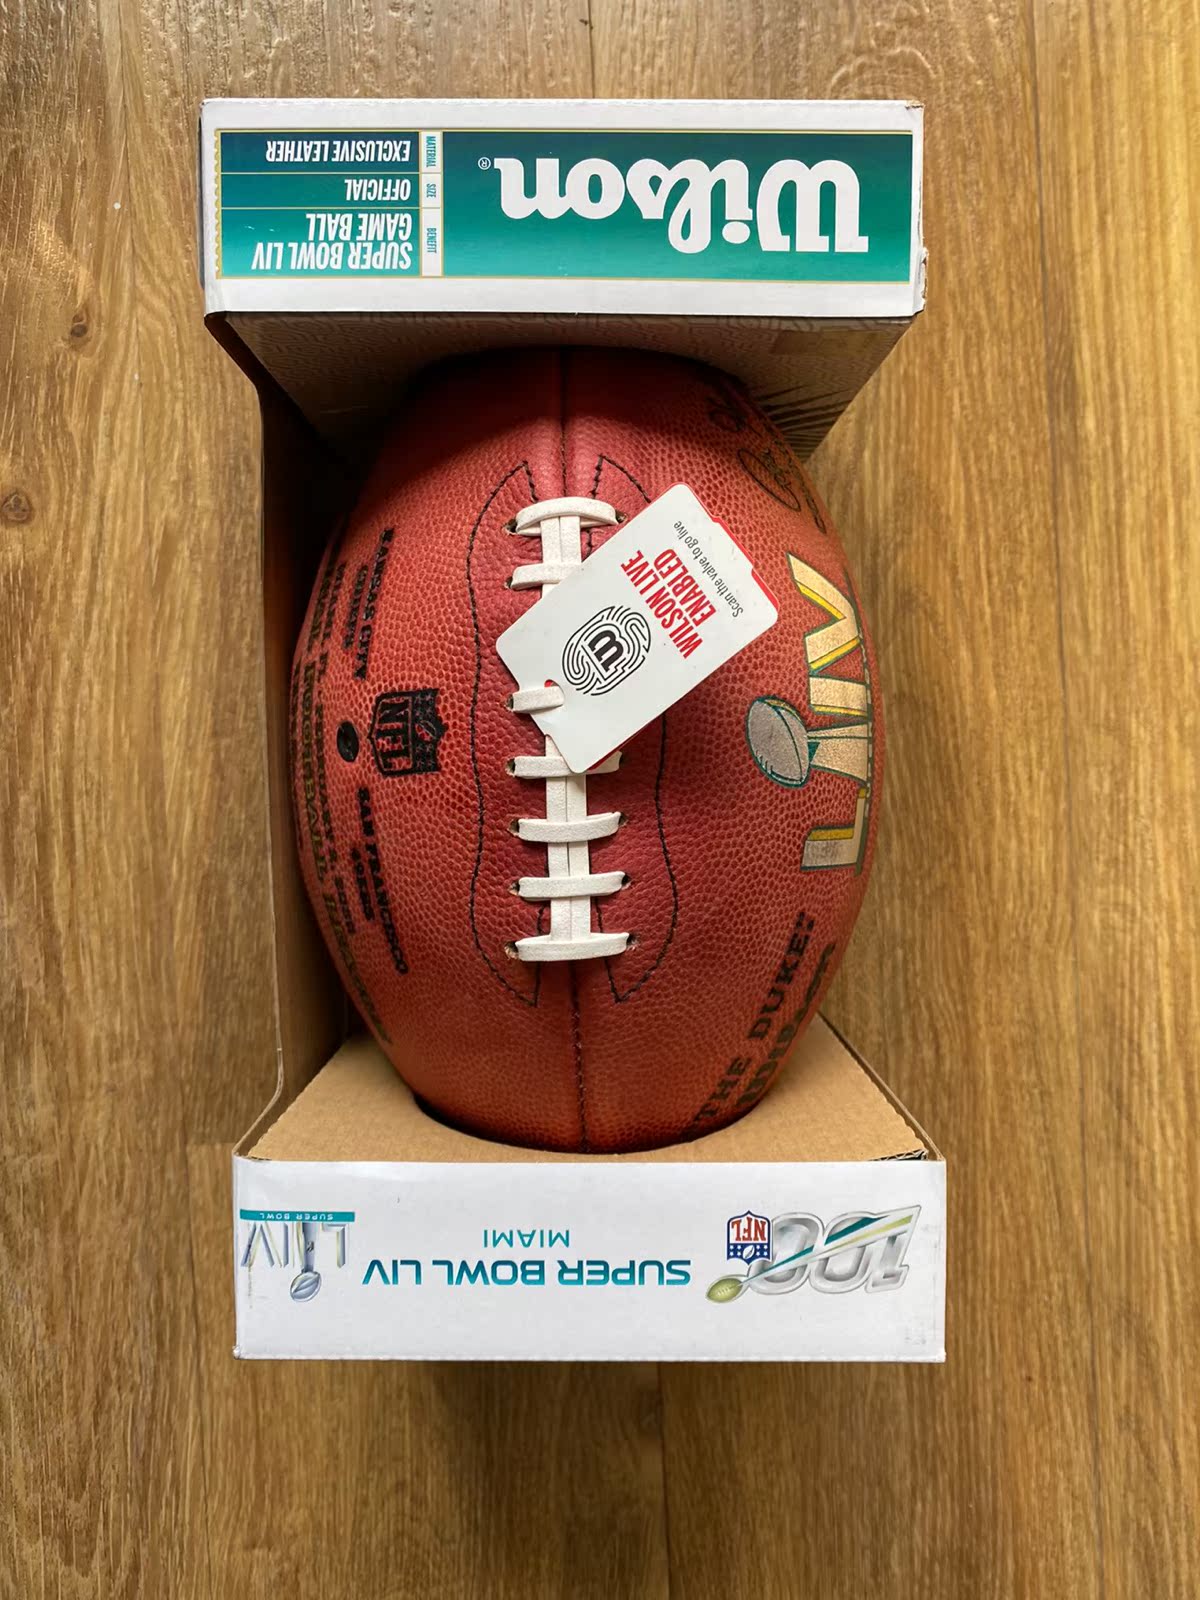 Wilson®
BENEFIT
SUPER BOWL LIV
GAME BALL
SIZE
OFFICIAL
MATERIAL
EXCLUSIVE LEATHER
WILSON LIVE
ENABLED
Scan the valve to go live
W
KANSAS CITY
CHIEFS
NFL
SAN FRANCISCO
49ERS
LIV
"THE DUKE"
Wilson
100
NFL
SUPER BOWL LIV
MIAMI
SUPER BOWL
LIV